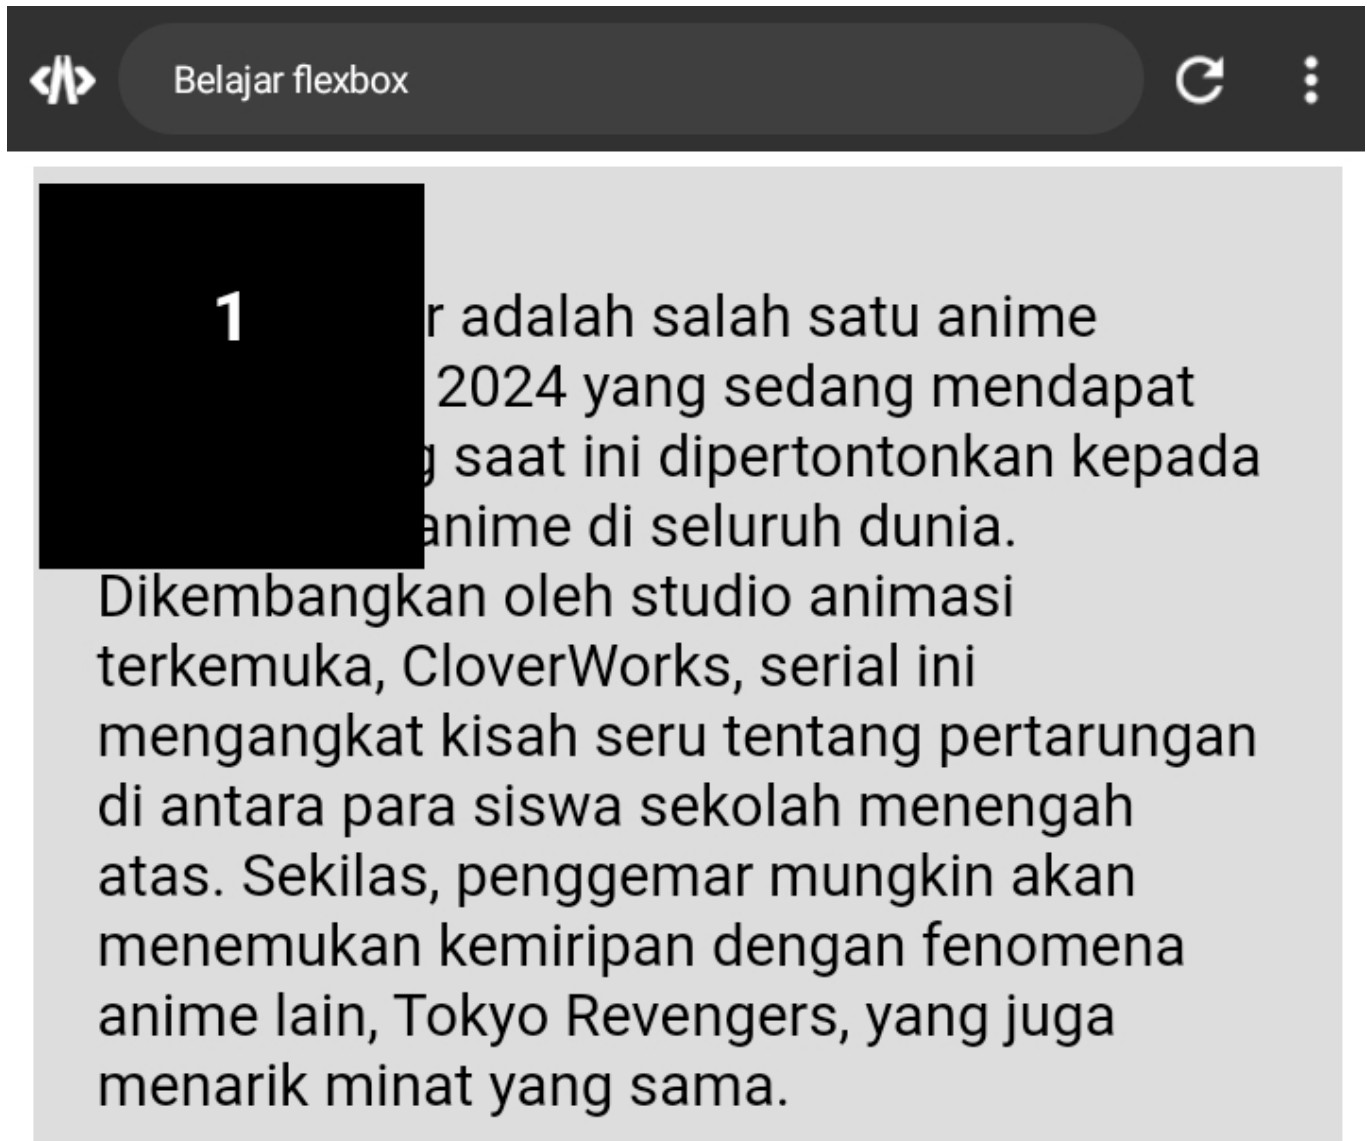 Belajar flexbox
1
adalah salah satu anime
2024 yang sedang mendapat
saat ini dipertontonkan kepada
anime di seluruh dunia.
Dikembangkan oleh studio animasi
terkemuka, CloverWorks, serial ini
mengangkat kisah seru tentang pertarungan
di antara para siswa sekolah menengah
atas. Sekilas, penggemar mungkin akan
menemukan kemiripan dengan fenomena
anime lain, Tokyo Revengers, yang juga
menarik minat yang sama.